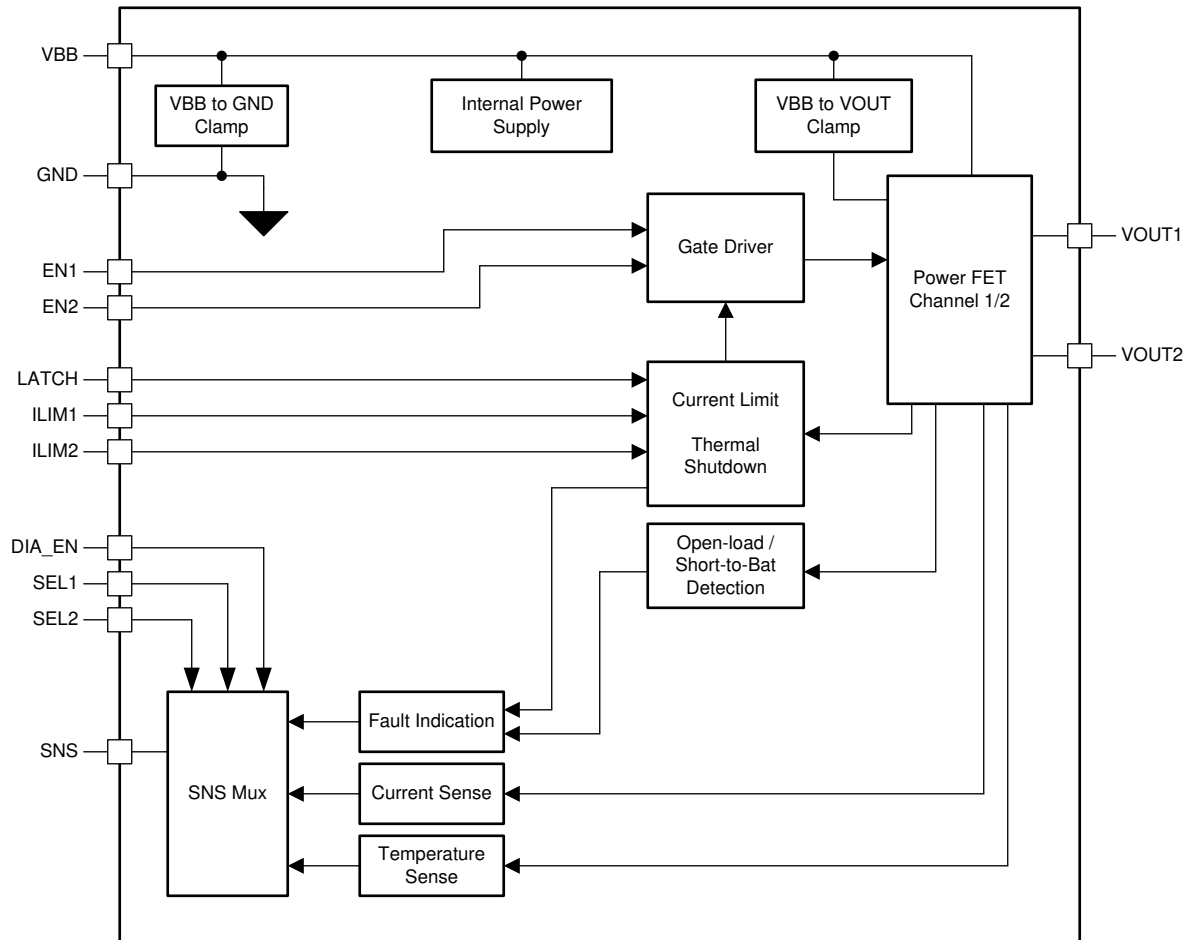 VBB
VBB to GND
Clamp
Internal Power
Supply
VBB to VOUT
Clamp
GND
Gate Driver
Power FET
Channel 1/2
VOUT1
VOUT2
EN1
EN2
LATCH
ILIM1
ILIM2
Current Limit
Thermal
Shutdown
DIA_EN
SEL1
SEL2
Open-load /
Short-to-Bat
Detection
SNS
SNS Mux
Fault Indication
Current Sense
Temperature
Sense